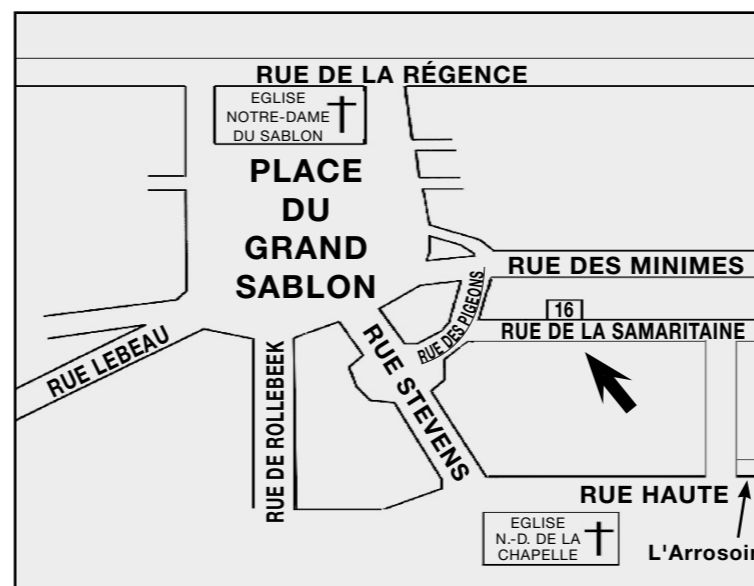 RUE DE LA RÉGENCE
EGLISE
NOTRE-DAME
DU SABLON
PLACE
DU
GRAND
SABLON
RUE DES MINIMES
RUE DES PIGEONS
16
RUE DE LA SAMARITAINE
RUE LEBEAU
RUE DE ROLLEBEEK
RUE STEVENS
RUE HAUTE
EGLISE
N.-D. DE LA
CHAPELLE
L'Arrosoir